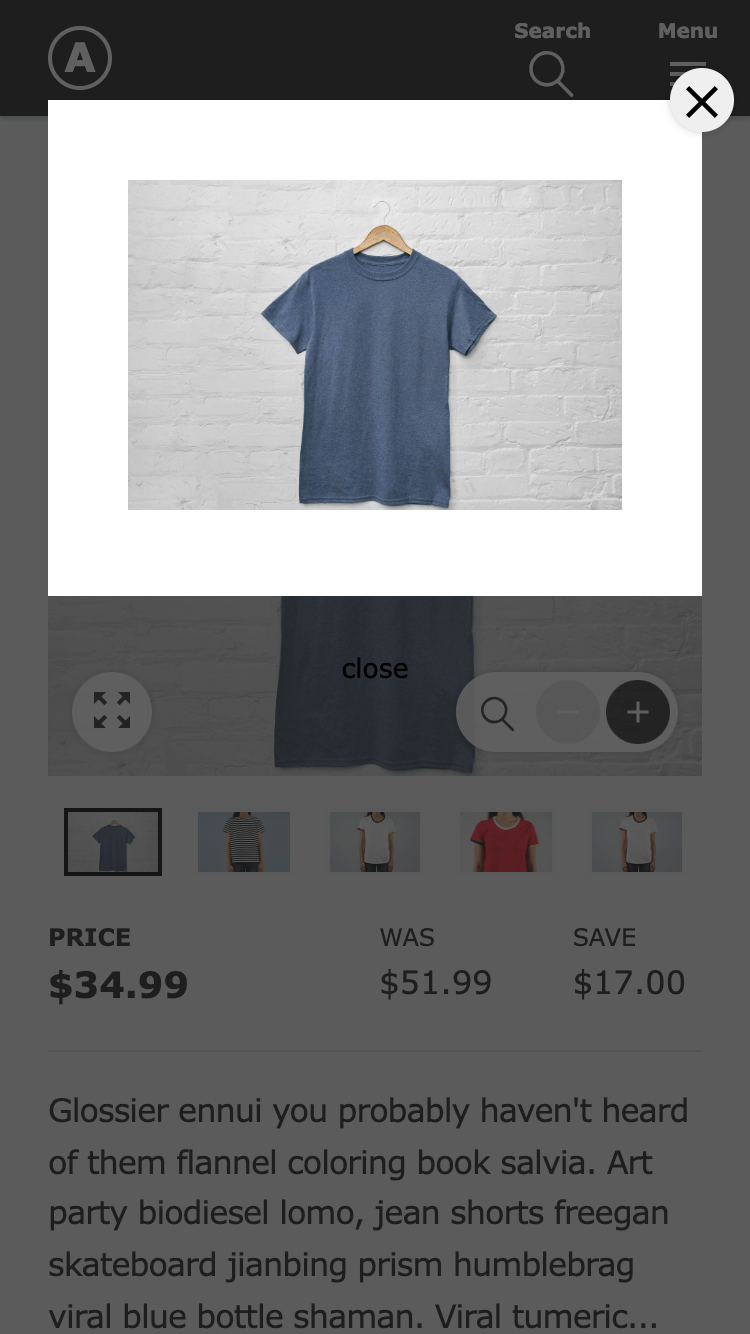 A
Search
Menu
close
PRICE
WAS
SAVE
$34.99
$51.99
$17.00
Glossier ennui you probably haven't heard
of them flannel coloring book salvia. Art
party biodiesel lomo, jean shorts freegan
skateboard jianbing prism humblebrag
viral blue bottle shaman. Viral tumeric...